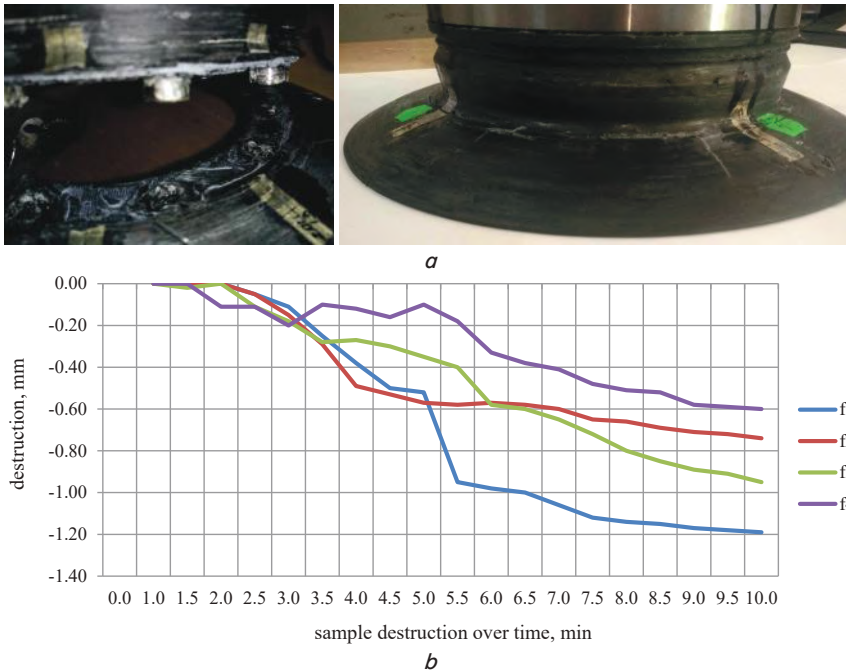 a
0.00
-0.20
-0.40
-0.60
-0.80
-1.00
-1.20
-1.40
destruction, mm
f
f
f
f
0.0 1.0 1.5 2.0 2.5 3.0 3.5 4.0 4.5 5.0 5.5 6.0 6.5 7.0 7.5 8.0 8.5 9.0 9.5 10.0
sample destruction over time, min
b